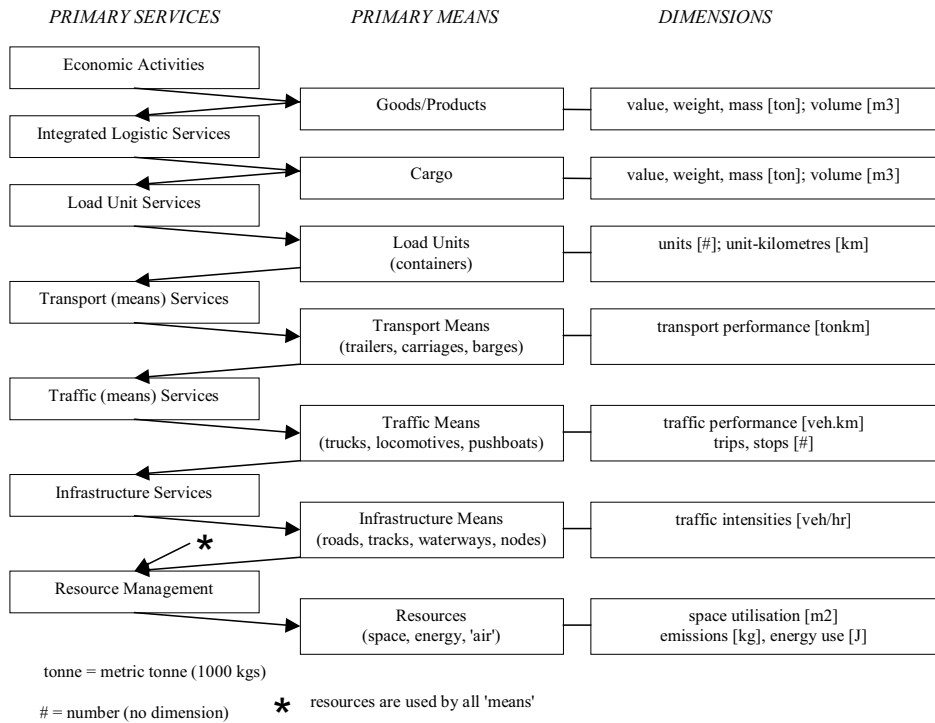 PRIMARY SERVICES
PRIMARY MEANS
DIMENSIONS
Economic Activities
Goods/Products
value, weight, mass [ton]; volume [m3]
Integrated Logistic Services
Cargo
value, weight, mass [ton]; volume [m3]
Load Unit Services
Load Units
(containers)
units [#]; unit-kilometres [km]
Transport (means) Services
Transport Means
(trailers, carriages, barges)
transport performance [tonkm]
Traffic (means) Services
Traffic Means
(trucks, locomotives, pushboats)
traffic performance [veh.km]
trips, stops [#]
Infrastructure Services
Infrastructure Means
(roads, tracks, waterways, nodes)
traffic intensities [veh/hr]
*
Resource Management
Resources
(space, energy, 'air')
space utilisation [m2]
emissions [kg], energy use [J]
tonne = metric tonne (1000 kgs)
# = number (no dimension)
* resources are used by all 'means'